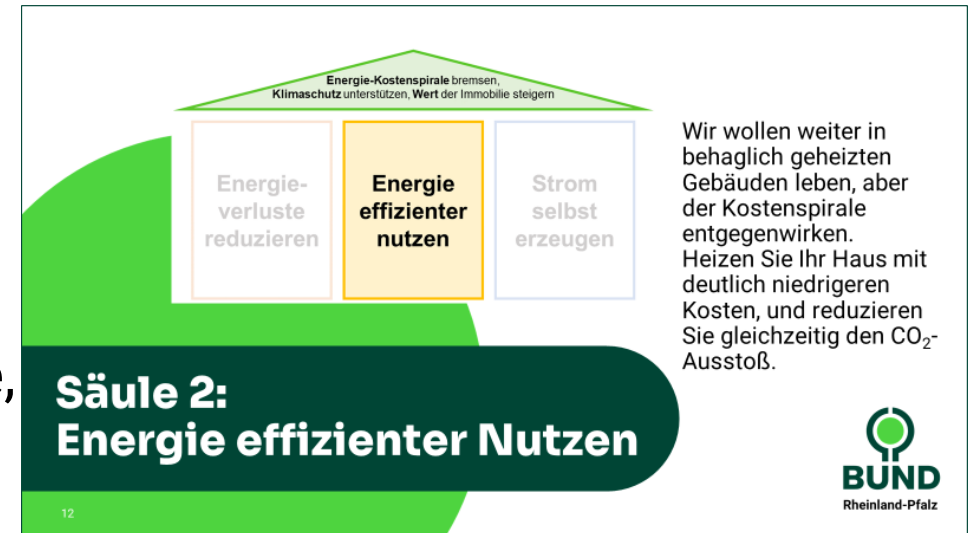 Energie-Kostenspirale bremsen,
Klimaschutz unterstützen, Wert der Immobilie steigern
Energie-
verluste
reduzieren
Energie
effizienter
nutzen
Strom
selbst
erzeugen
Wir wollen weiter in
behaglich geheizten
Gebäuden leben, aber
der Kostenspirale
entgegenwirken.
Heizen Sie Ihr Haus mit
deutlich niedrigeren
Kosten, und reduzieren
Sie gleichzeitig den CO₂-
Ausstoß.
Säule 2:
Energie effizienter Nutzen
BUND
Rheinland-Pfalz
12